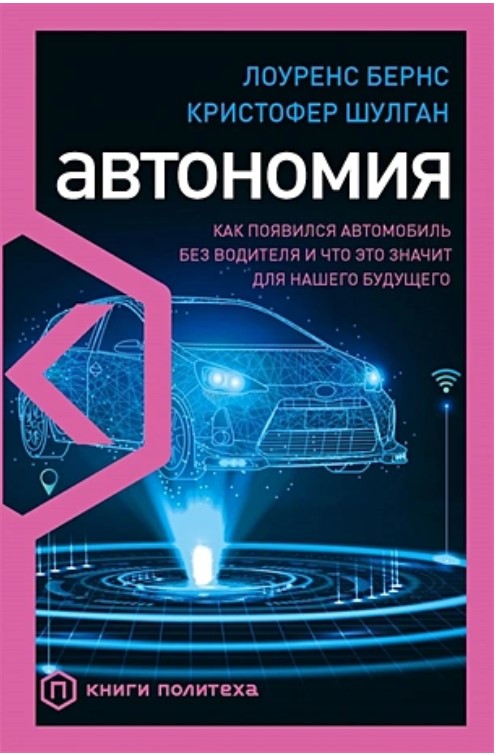 ЛОУРЕНС БЕРНС
КРИСТОФЕР ШУЛГАН
автономия
КАК ПОЯВИЛСЯ АВТОМОБИЛЬ
БЕЗ ВОДИТЕЛЯ И ЧТО ЭТО ЗНАЧИТ
ДЛЯ НАШЕГО БУДУЩЕГО
П КНИГИ ПОЛИТЕХА